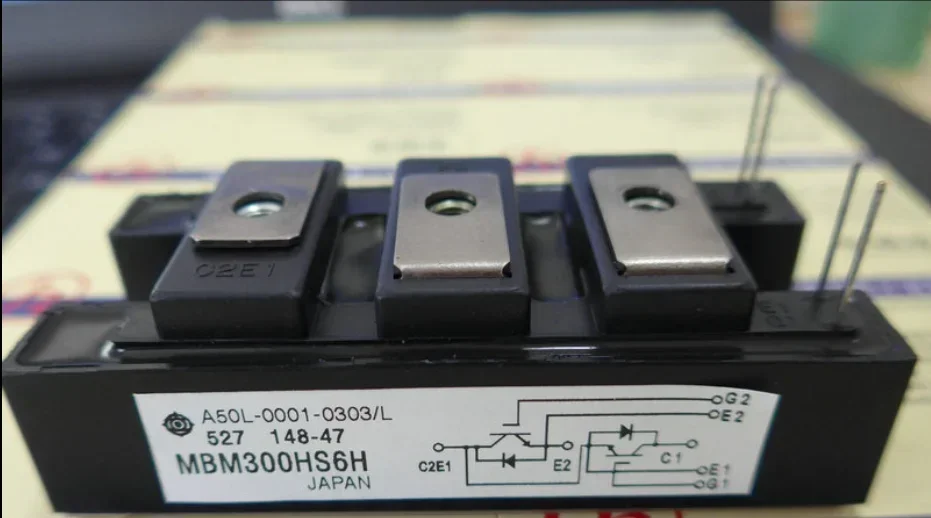 C2E1
A50L-0001-0303/L
527 148-47
MBM300HS6H
JAPAN
G2
E2
C2E1
E2
C1
E1
G1